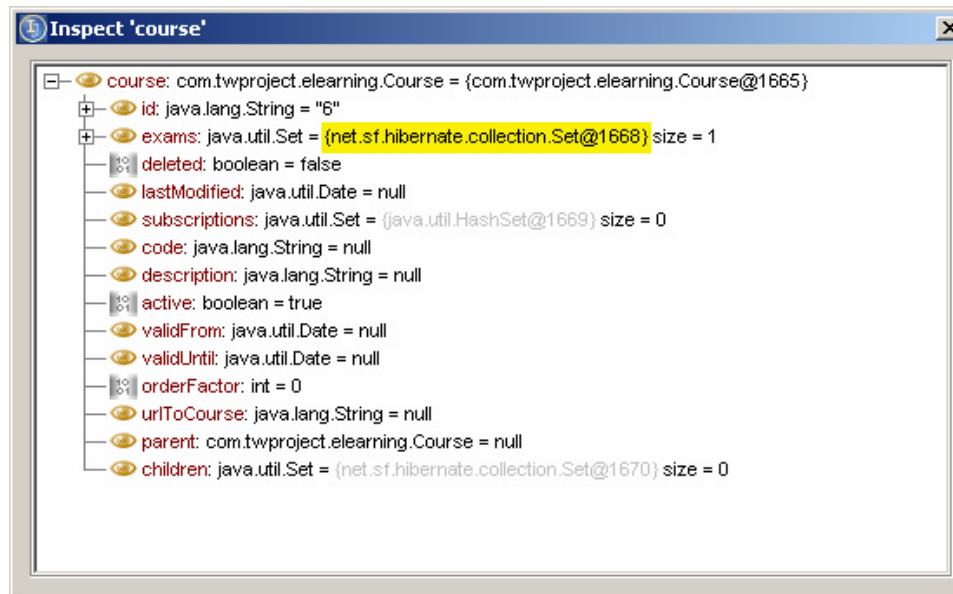 Inspect 'course'
course: com.twproject.elearning.Course = {com.twproject.elearning.Course@1665}
id: java.lang.String = "6"
exams: java.util.Set = {net.sf.hibernate.collection.Set@1668} size = 1
deleted: boolean = false
lastModified: java.util.Date = null
subscriptions: java.util.Set = {java.util.HashSet@1669} size = 0
code: java.lang.String = null
description: java.lang.String = null
active: boolean = true
validFrom: java.util.Date = null
validUntil: java.util.Date = null
orderFactor: int = 0
urlToCourse: java.lang.String = null
parent: com.twproject.elearning.Course = null
children: java.util.Set = {net.sf.hibernate.collection.Set@1670} size = 0